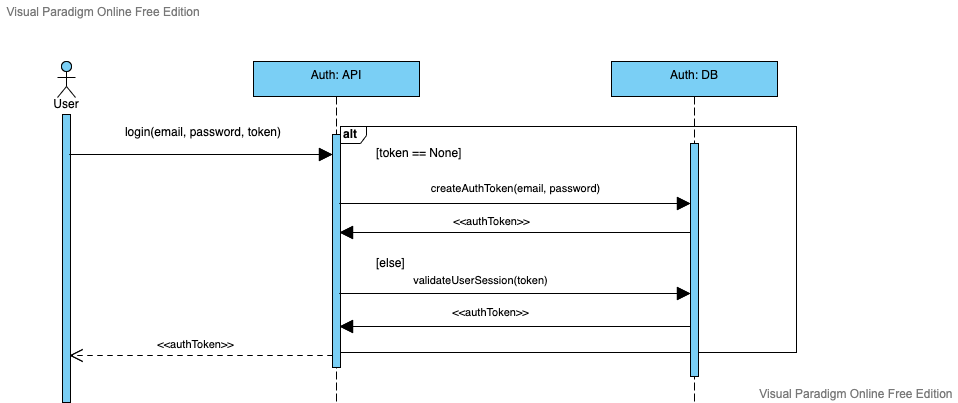 Visual Paradigm Online Free Edition
Auth: API
Auth: DB
User
login(email, password, token)
alt
[token == None]
createAuthToken(email, password)
<<authToken>>
[else]
validateUserSession(token)
<<authToken>>
<<authToken>>
Visual Paradigm Online Free Edition